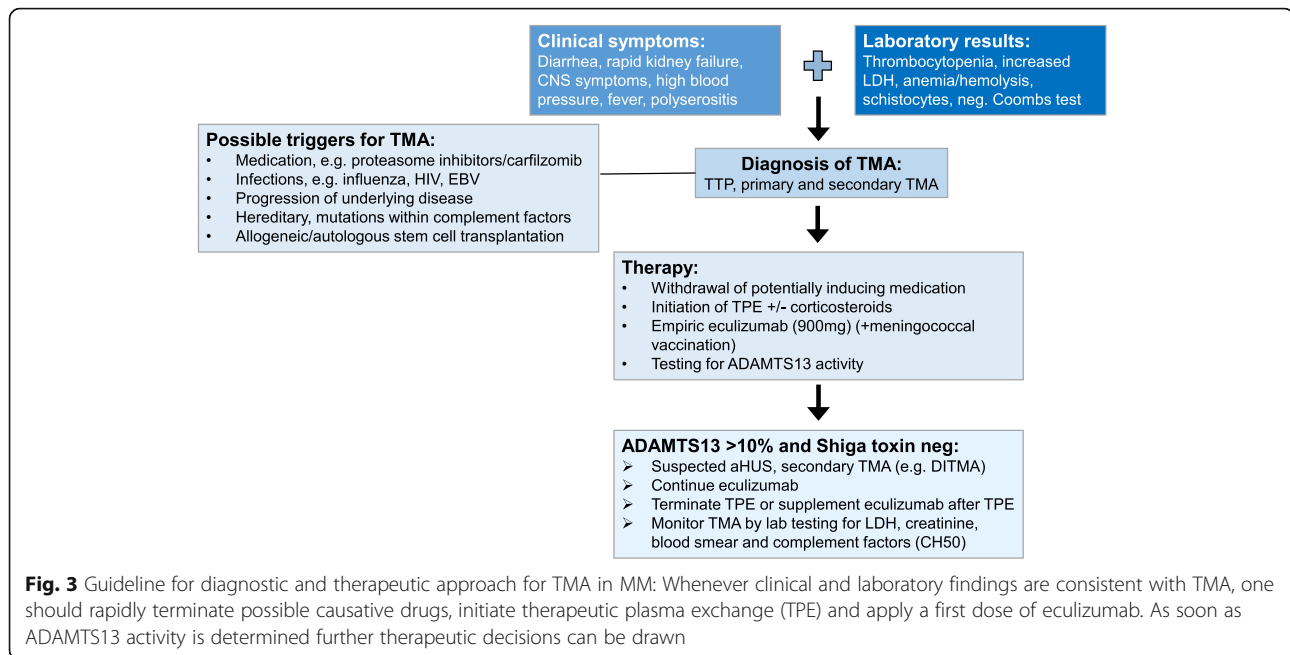 Clinical symptoms:
Diarrhea, rapid kidney failure,
CNS symptoms, high blood
pressure, fever, polyserositis
Laboratory results:
Thrombocytopenia, increased
LDH, anemia/hemolysis,
schistocytes, neg. Coombs test
Possible triggers for TMA:
• Medication, e.g. proteasome inhibitors/carfilzomib
• Infections, e.g. influenza, HIV, EBV
• Progression of underlying disease
• Hereditary, mutations within complement factors
• Allogeneic/autologous stem cell transplantation
Diagnosis of TMA:
TTP, primary and secondary TMA
Therapy:
• Withdrawal of potentially inducing medication
• Initiation of TPE +/- corticosteroids
• Empiric eculizumab (900mg) (+meningococcal
vaccination)
• Testing for ADAMTS13 activity
ADAMTS13 >10% and Shiga toxin neg:
➢ Suspected aHUS, secondary TMA (e.g. DITMA)
➢ Continue eculizumab
➢ Terminate TPE or supplement eculizumab after TPE
➢ Monitor TMA by lab testing for LDH, creatinine,
blood smear and complement factors (CH50)
Fig. 3 Guideline for diagnostic and therapeutic approach for TMA in MM: Whenever clinical and laboratory findings are consistent with TMA, one
should rapidly terminate possible causative drugs, initiate therapeutic plasma exchange (TPE) and apply a first dose of eculizumab. As soon as
ADAMTS13 activity is determined further therapeutic decisions can be drawn